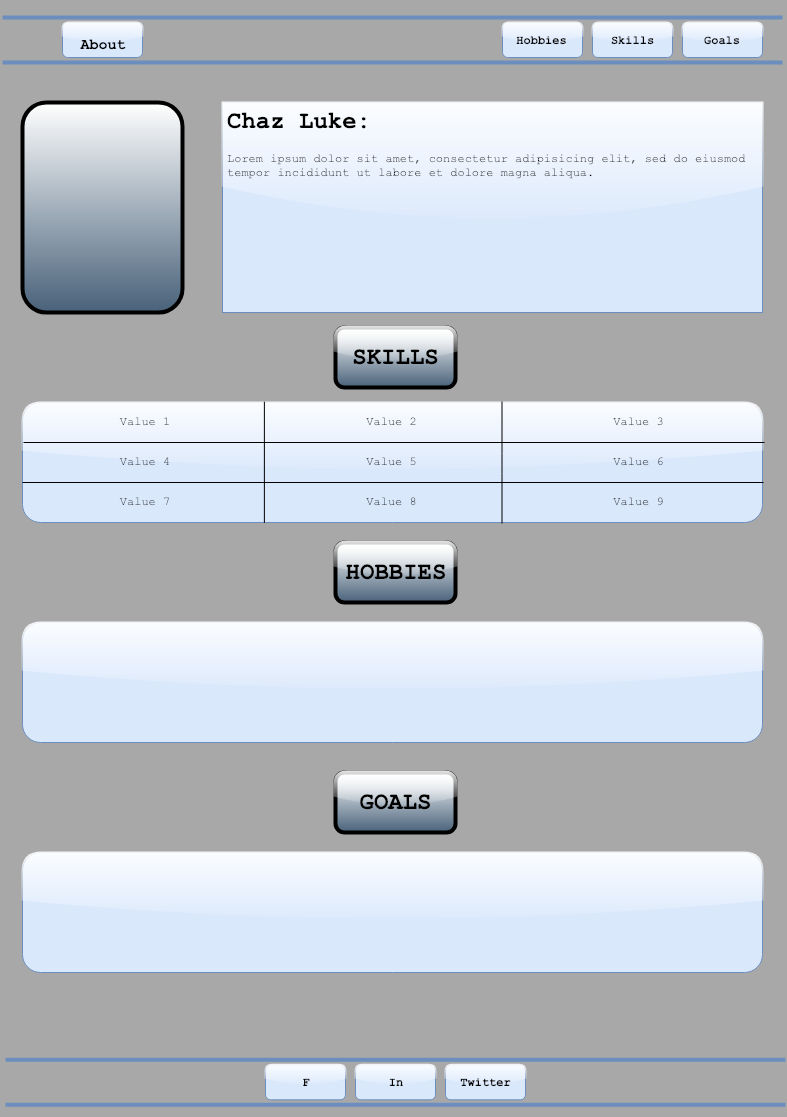 About
Hobbies
Skills
Goals
Chaz Luke:
Lorem ipsum dolor sit amet, consectetur adipisicing elit, sed do eiusmod
tempor incididunt ut labore et dolore magna aliqua.
SKILLS
Value 1
Value 2
Value 3
Value 4
Value 5
Value 6
Value 7
Value 8
Value 9
HOBBIES
GOALS
F
In
Twitter